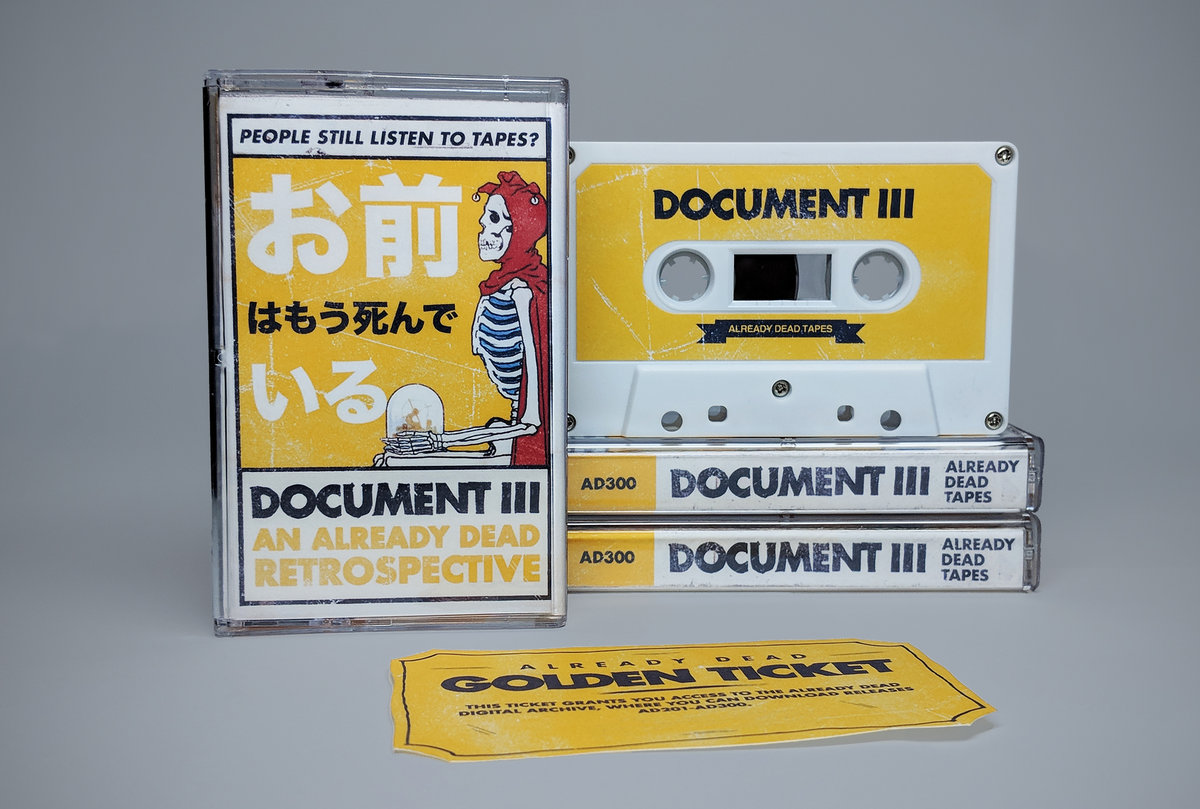 PEOPLE STILL LISTEN TO TAPES?
お前
はもう死んで
いる
DOCUMENT III
AN ALREADY DEAD
RETROSPECTIVE
DOCUMENT III
ALREADY DEAD TAPES
AD300
DOCUMENT III
ALREADY
DEAD
TAPES
AD300
DOCUMENT III
ALREADY
DEAD
TAPES
ALREADY DEAD
GOLDEN TICKET
THIS TICKET GRANTS YOU ACCESS TO THE ALREADY DEAD
DIGITAL ARCHIVE, WHERE YOU CAN DOWNLOAD RELEASES
AD201-AD300.